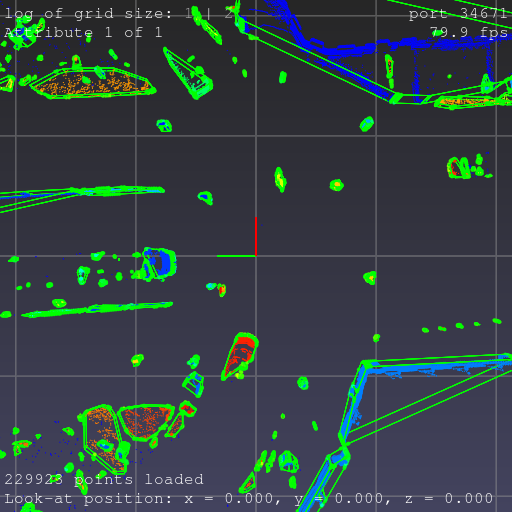 log of grid size: 1 | 2
port 34671
Attribute 1 of 1
79.9 fps
229923 points loaded
Look-at position: x = 0.000, y = 0.000, z = 0.000